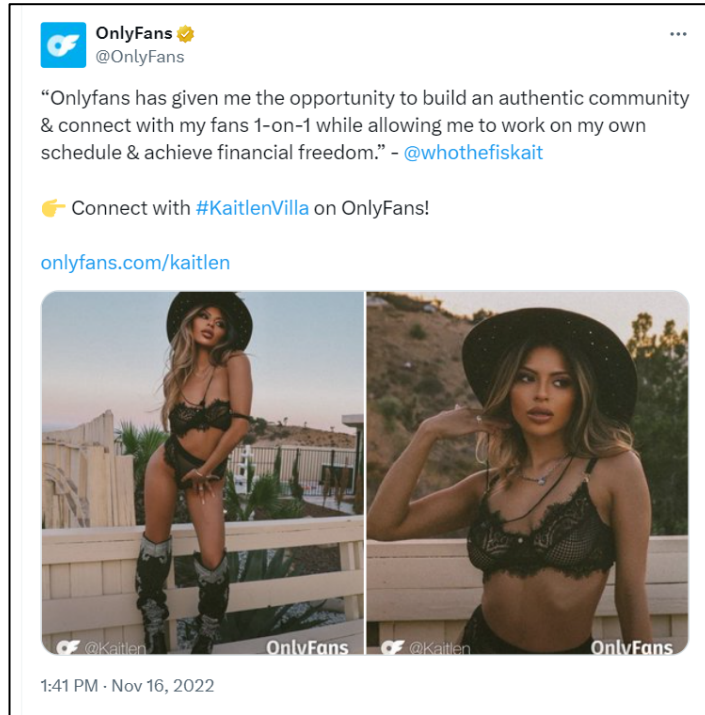 OnlyFans
@OnlyFans
“Onlyfans has given me the opportunity to build an authentic community
& connect with my fans 1-on-1 while allowing me to work on my own
schedule & achieve financial freedom.” - @whothefiskait
👉 Connect with #KaitlenVilla on OnlyFans!
onlyfans.com/kaitlen
@Kaitlen OnlyFans
@Kaitlen OnlyFans
1:41 PM · Nov 16, 2022